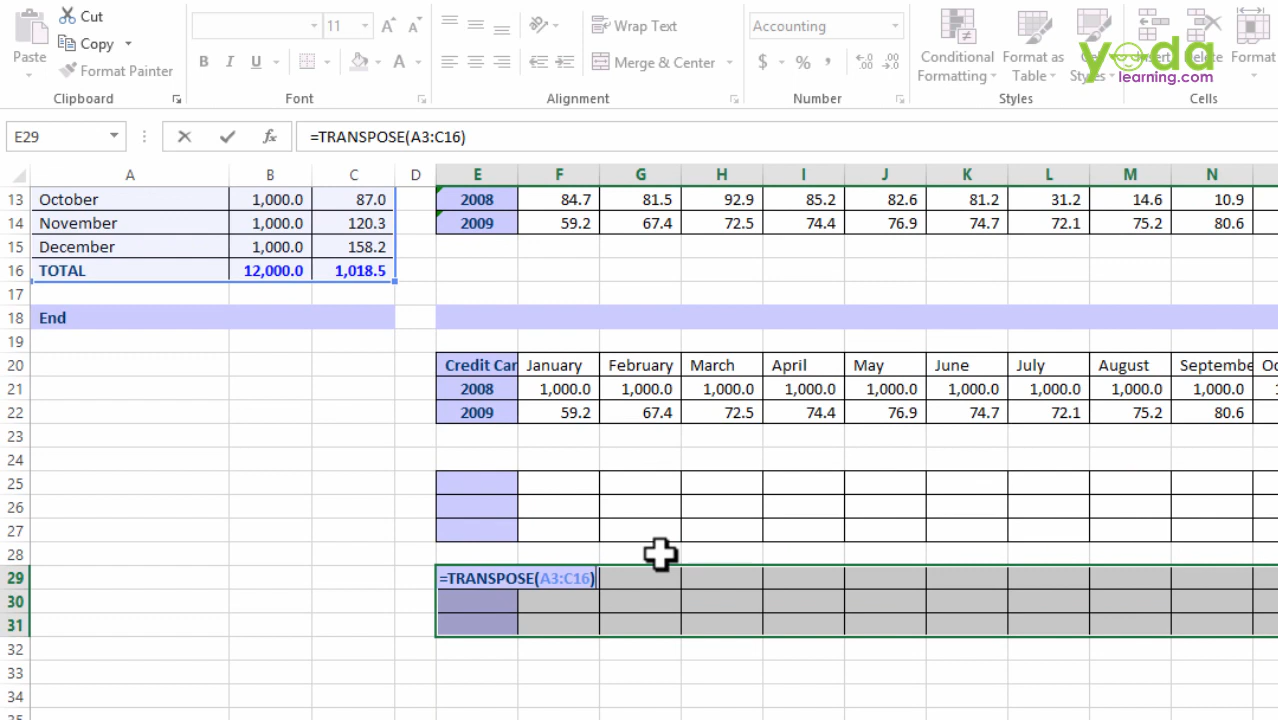 Cut
Copy
Format Painter
Paste
Clipboard
11 A A
B I U A
Font
Wrap Text
Merge & Center
Alignment
Accounting
$ % ,
Number
Conditional Formatting
Format as Table
Styles
Styles
Insert Delete Format
Cells
yoda
learning.com
E29 fx =TRANSPOSE(A3:C16)
A B C D E F G H I J K L M N
13 October 1,000.0 87.0 2008 84.7 81.5 92.9 85.2 82.6 81.2 31.2 14.6 10.9
14 November 1,000.0 120.3 2009 59.2 67.4 72.5 74.4 76.9 74.7 72.1 75.2 80.6
15 December 1,000.0 158.2
16 TOTAL 12,000.0 1,018.5
17
18 End
19
20 Credit Car January February March April May June July August Septembe Oc
21 2008 1,000.0 1,000.0 1,000.0 1,000.0 1,000.0 1,000.0 1,000.0 1,000.0 1,000.0 1
22 2009 59.2 67.4 72.5 74.4 76.9 74.7 72.1 75.2 80.6
23
24
25
26
27
28
29 =TRANSPOSE(A3:C16)
30
31
32
33
34